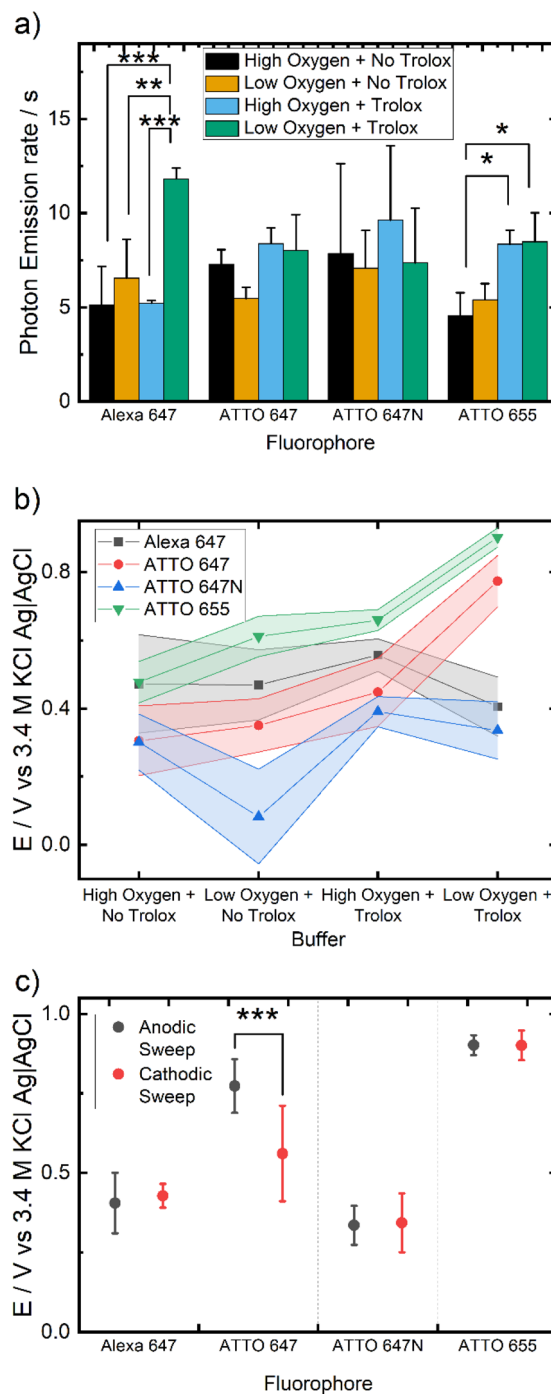 a)
Photon Emission rate / s
15
10
5
0
***
**
***
*
*
High Oxygen + No Trolox
Low Oxygen + No Trolox
High Oxygen + Trolox
Low Oxygen + Trolox
Alexa 647
ATTO 647
ATTO 647N
ATTO 655
Fluorophore
b)
E / V vs 3.4 M KCl Ag|AgCl
0.8
0.4
0.0
Alexa 647
ATTO 647
ATTO 647N
ATTO 655
High Oxygen +
No Trolox
Low Oxygen +
No Trolox
High Oxygen +
Trolox
Low Oxygen +
Trolox
Buffer
c)
E / V vs 3.4 M KCl Ag|AgCl
1.0
0.5
0.0
Anodic
Sweep
Cathodic
Sweep
***
Alexa 647
ATTO 647
ATTO 647N
ATTO 655
Fluorophore